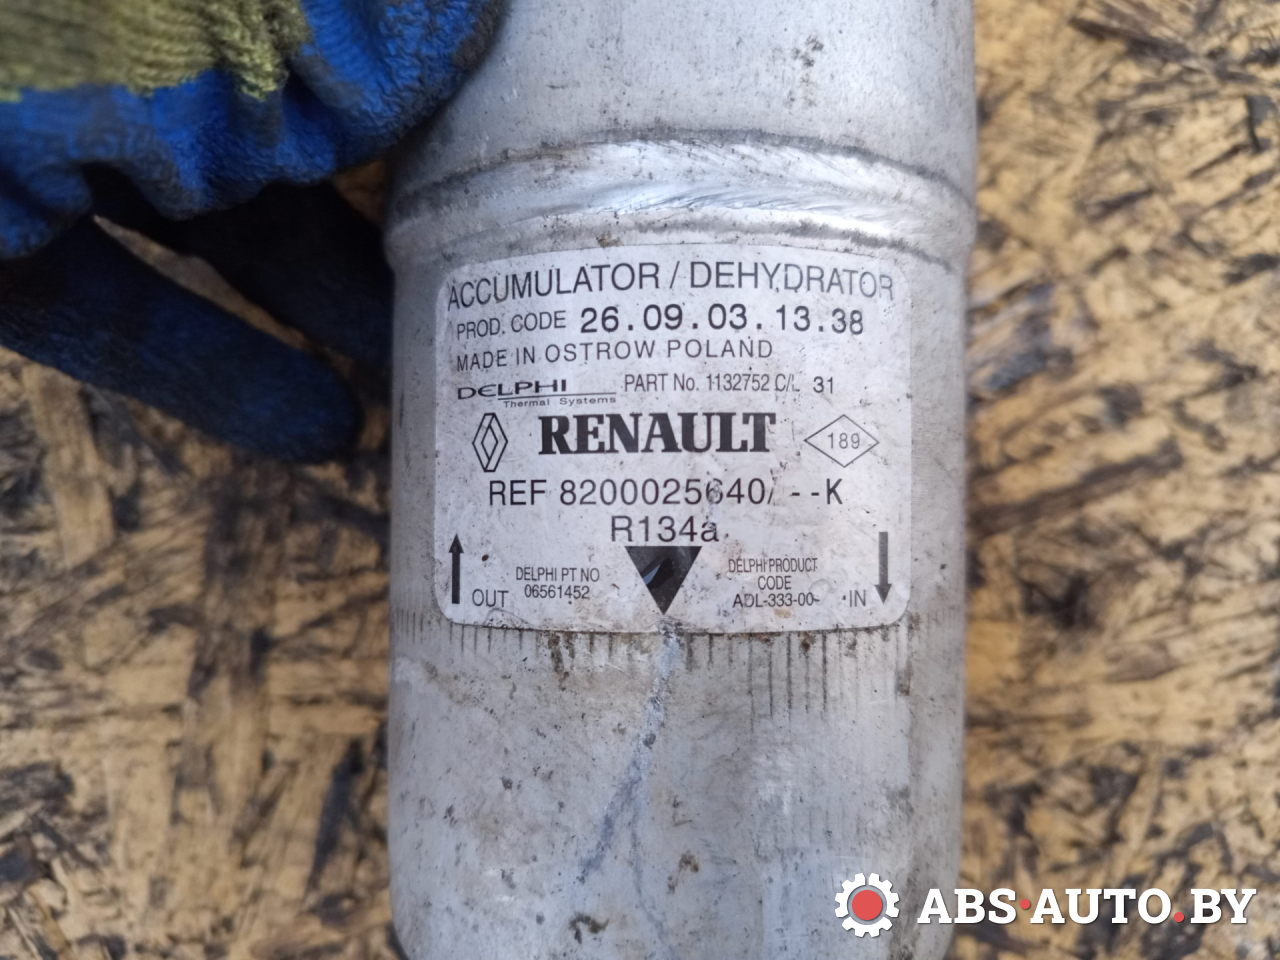 ACCUMULATOR / DEHYDRATOR
PROD. CODE 26.09.03.13.38
MADE IN OSTROW POLAND
DELPHI PART No. 1132752 C/L 31
Thermal Systems
RENAULT 189
REF 8200025640/ --K
R134a
DELPHI PT NO
06561452
DELPHI PRODUCT
CODE
ADL-333-00-
OUT
IN
ABS·AUTO.BY